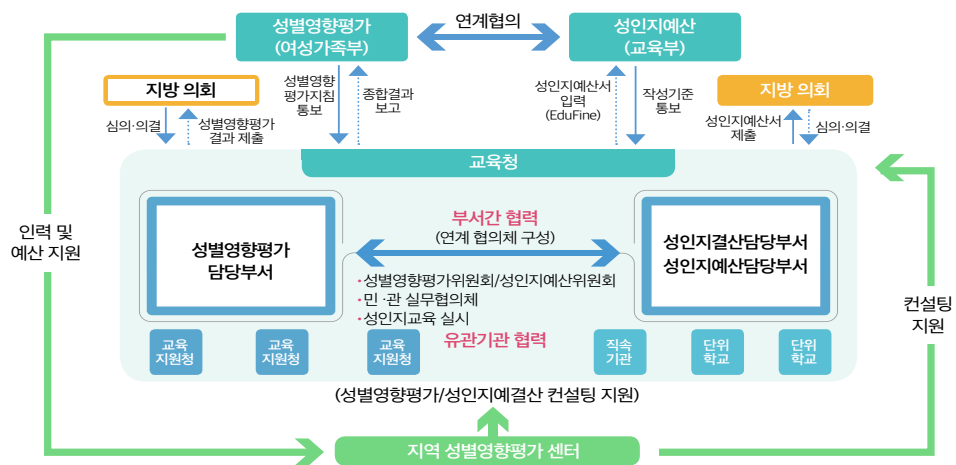 성별영향평가
(여성가족부)
연계협의
성인지예산
(교육부)
지방 의회
성별영향
평가지침
통보
종합결과
보고
성인지예산서
입력
(EduFine)
작성기준
통보
지방 의회
심의·의결
성별영향평가
결과 제출
성인지예산서
제출
심의·의결
교육청
인력 및
예산 지원
성별영향평가
담당부서
부서간 협력
(연계 협의체 구성)
성인지결산담당부서
성인지예산담당부서
·성별영향평가위원회/성인지예산위원회
·민 ·관 실무협의체
·성인지교육 실시
유관기관 협력
컨설팅
지원
교육
지원청
교육
지원청
교육
지원청
직속
기관
단위
학교
단위
학교
(성별영향평가/성인지예결산 컨설팅 지원)
지역 성별영향평가 센터